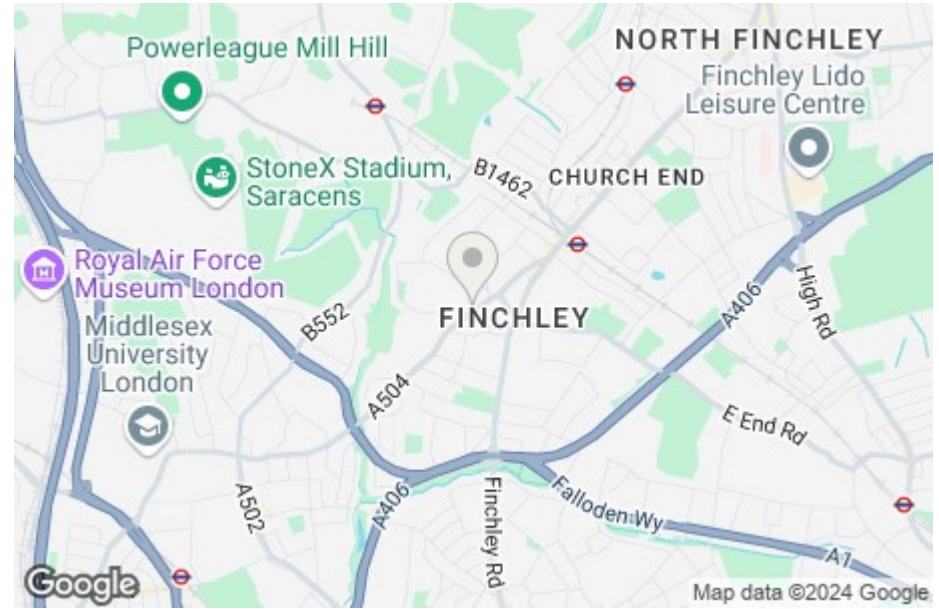 Powerleague Mill Hill
NORTH FINCHLEY
Finchley Lido
Leisure Centre
StoneX Stadium,
Saracens
B1462
CHURCH END
Royal Air Force
Museum London
B552
FINCHLEY
A406
High Rd
Middlesex
University
London
A504
E End Rd
A502
A406
Finchley Rd
Falloden Wy
A1
Google
Map data ©2024 Google